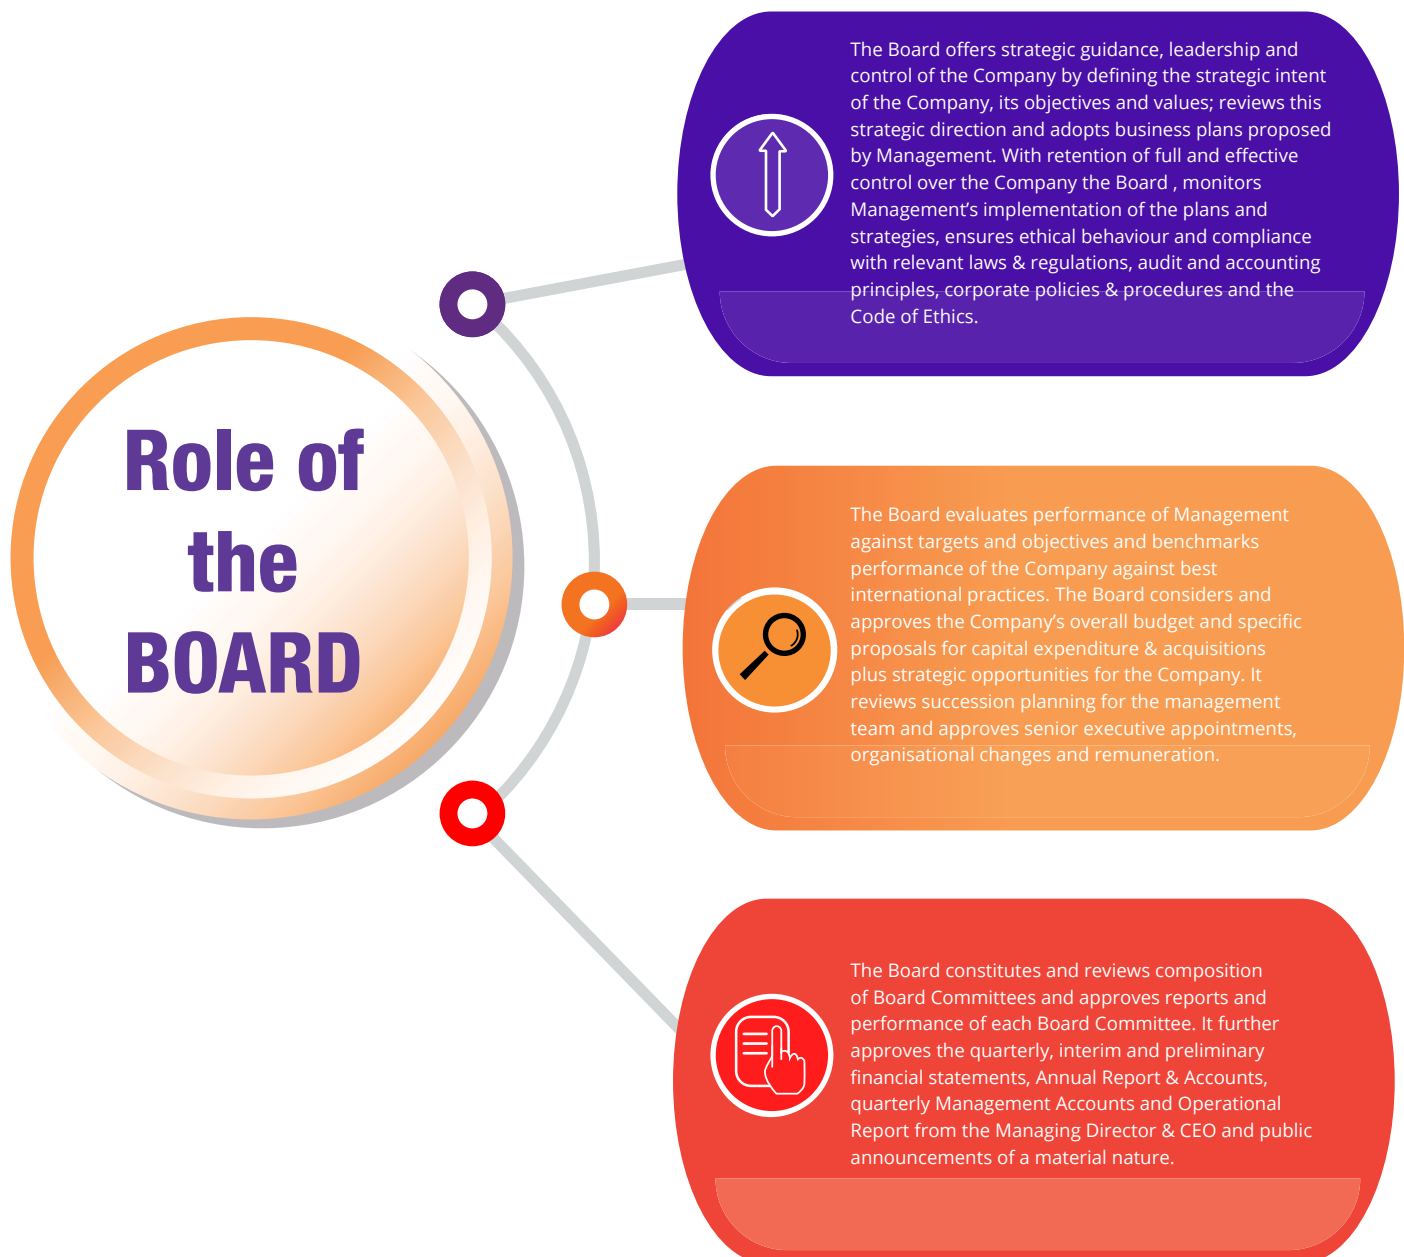 Role of
the
BOARD
The Board offers strategic guidance, leadership and
control of the Company by defining the strategic intent
of the Company, its objectives and values; reviews this
strategic direction and adopts business plans proposed
by Management. With retention of full and effective
control over the Company the Board , monitors
Management’s implementation of the plans and
strategies, ensures ethical behaviour and compliance
with relevant laws & regulations, audit and accounting
principles, corporate policies & procedures and the
Code of Ethics.
The Board evaluates performance of Management
against targets and objectives and benchmarks
performance of the Company against best
international practices. The Board considers and
approves the Company’s overall budget and specific
proposals for capital expenditure & acquisitions
plus strategic opportunities for the Company. It
reviews succession planning for the management
team and approves senior executive appointments,
organisational changes and remuneration.
The Board constitutes and reviews composition
of Board Committees and approves reports and
performance of each Board Committee. It further
approves the quarterly, interim and preliminary
financial statements, Annual Report & Accounts,
quarterly Management Accounts and Operational
Report from the Managing Director & CEO and public
announcements of a material nature.